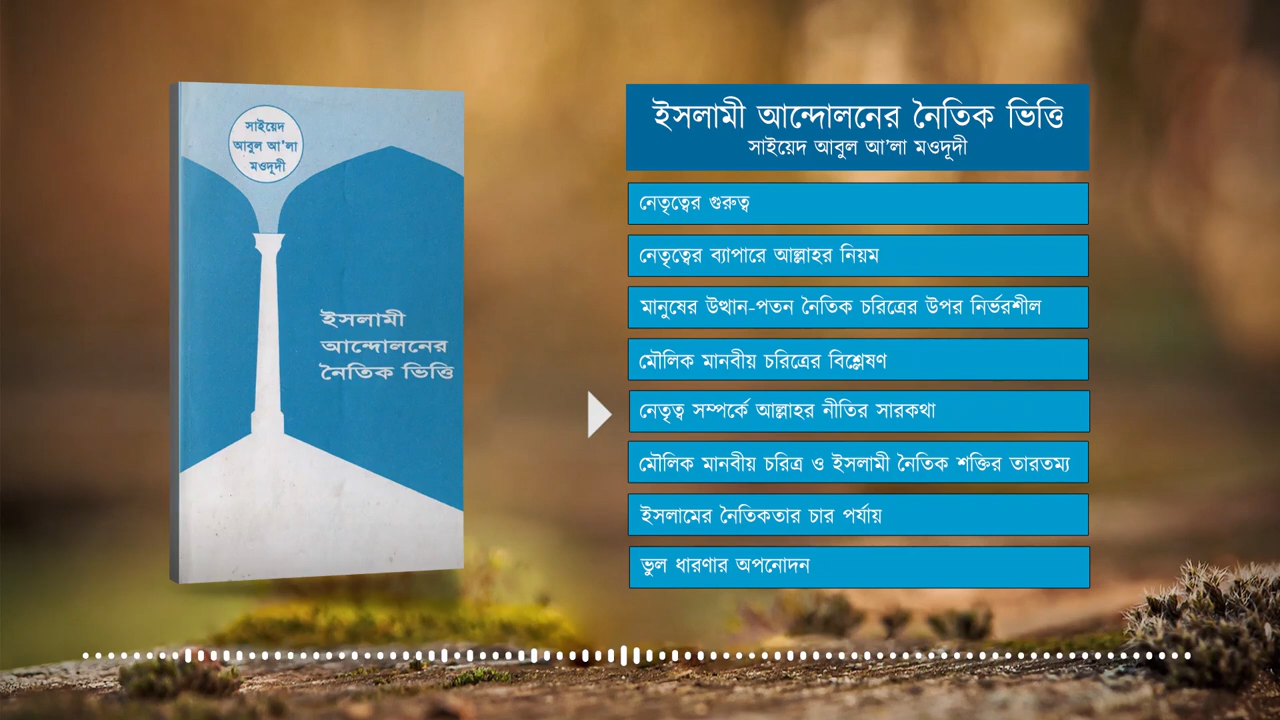 সাইয়েদ
আবুল আ'লা
মওদূদী
ইসলামী
আন্দোলনের
নৈতিক ভিত্তি
ইসলামী আন্দোলনের নৈতিক ভিত্তি
সাইয়েদ আবুল আ'লা মওদূদী
নেতৃত্বের গুরুত্ব
নেতৃত্বের ব্যাপারে আল্লাহর নিয়ম
মানুষের উত্থান-পতন নৈতিক চরিত্রের উপর নির্ভরশীল
মৌলিক মানবীয় চরিত্রের বিশ্লেষণ
নেতৃত্ব সম্পর্কে আল্লাহর নীতির সারকথা
মৌলিক মানবীয় চরিত্র ও ইসলামী নৈতিক শক্তির তারতম্য
ইসলামের নৈতিকতার চার পর্যায়
ভুল ধারণার অপনোদন